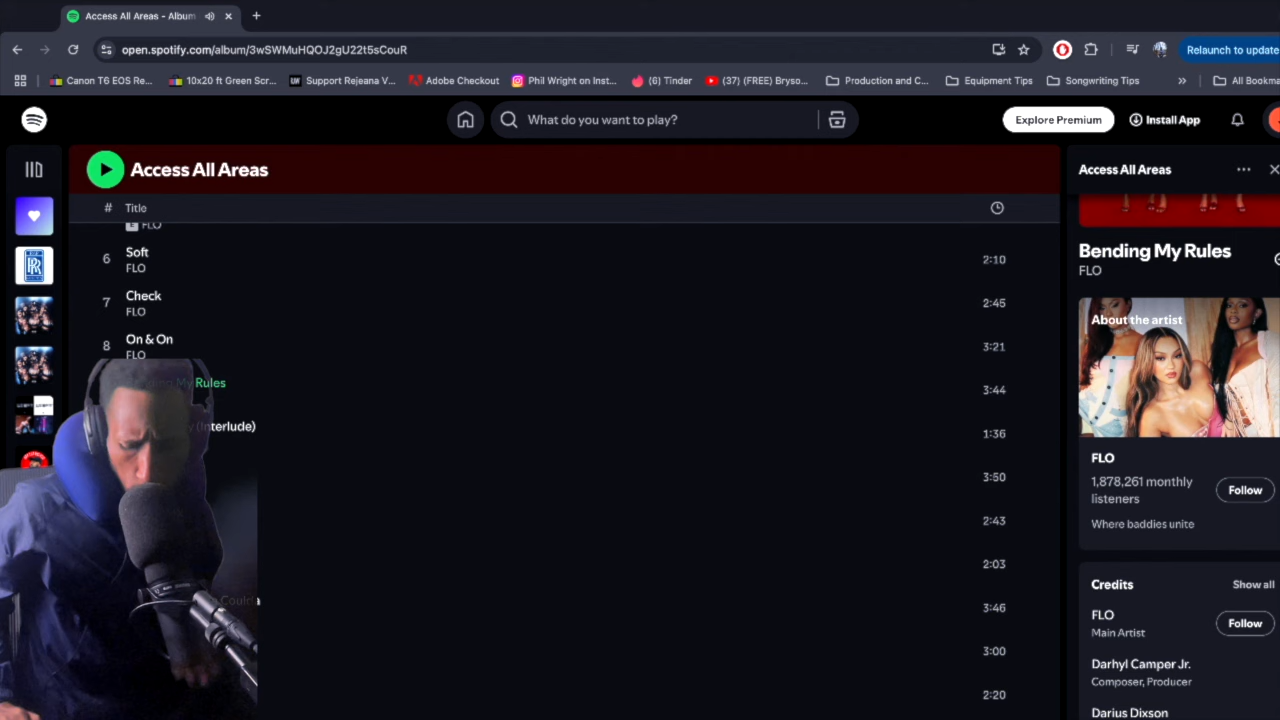 Access All Areas - Album
open.spotify.com/album/3wSWMuHQOJ2gU22t5sCouR
Relaunch to update
Canon T6 EOS Re...
10x20 ft Green Scr...
Support Rejeana V...
Adobe Checkout
Phil Wright on Inst...
(6) Tinder
(37) (FREE) Bryso...
Production and C...
Equipment Tips
Songwriting Tips
»
All Bookma
What do you want to play?
Explore Premium
Install App
Access All Areas
# Title
E FLO
6 Soft 2:10
FLO
7 Check 2:45
FLO
8 On & On 3:21
FLO
My Rules 3:44
(Interlude) 1:36
3:50
2:43
2:03
Coulda
3:46
3:00
2:20
Access All Areas
Bending My Rules
FLO
About the artist
FLO
1,878,261 monthly
listeners
Follow
Where baddies unite
Credits
Show all
FLO
Main Artist
Follow
Darhyl Camper Jr.
Composer, Producer
Darius Dixson